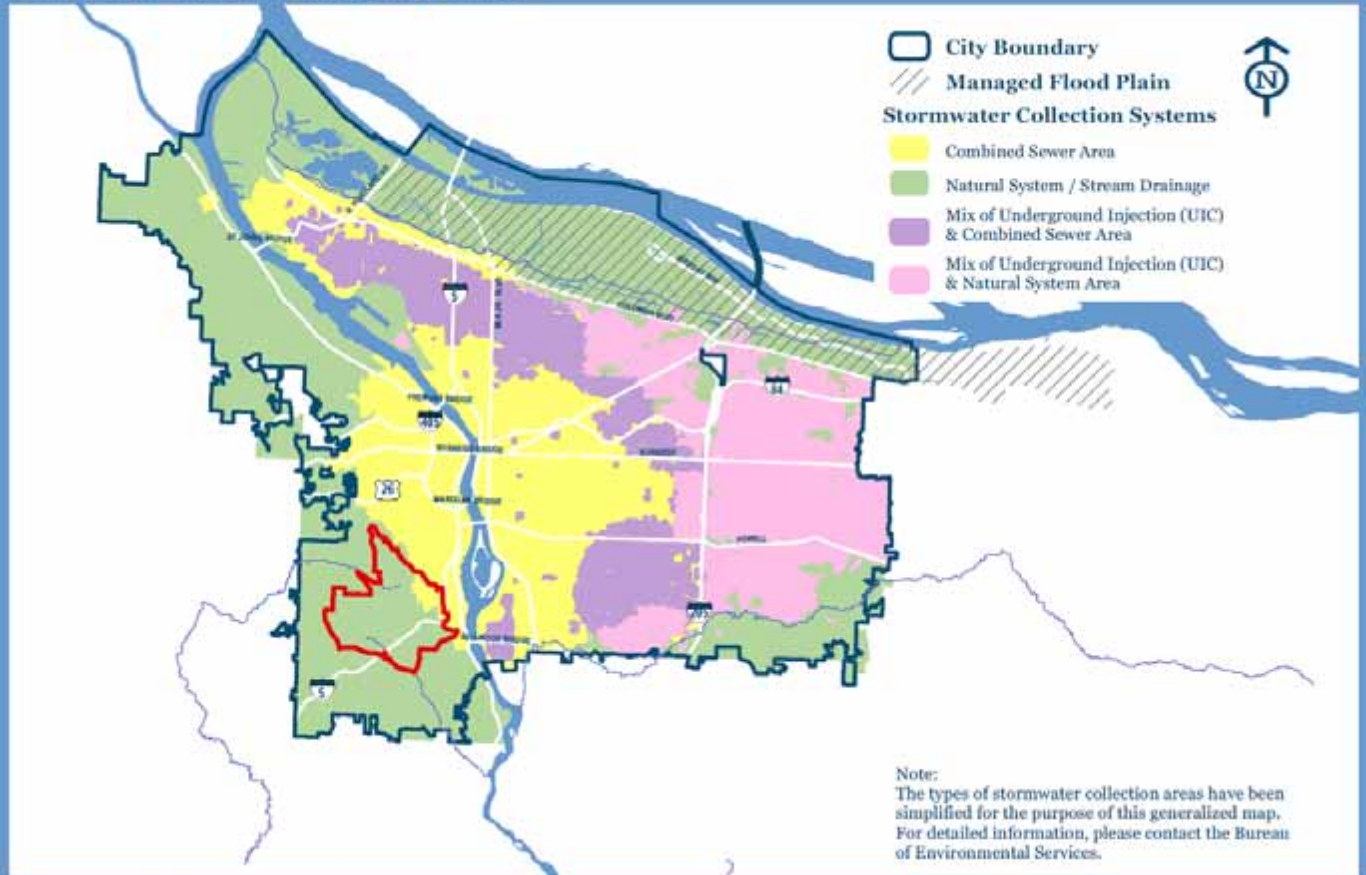 City Boundary
Managed Flood Plain
N
Stormwater Collection Systems
Combined Sewer Area
Natural System / Stream Drainage
Mix of Underground Injection (UIC)
& Combined Sewer Area
Mix of Underground Injection (UIC)
& Natural System Area
5
84
405
26
POWELL
205
5
Note:
The types of stormwater collection areas have been
simplified for the purpose of this generalized map.
For detailed information, please contact the Bureau
of Environmental Services.